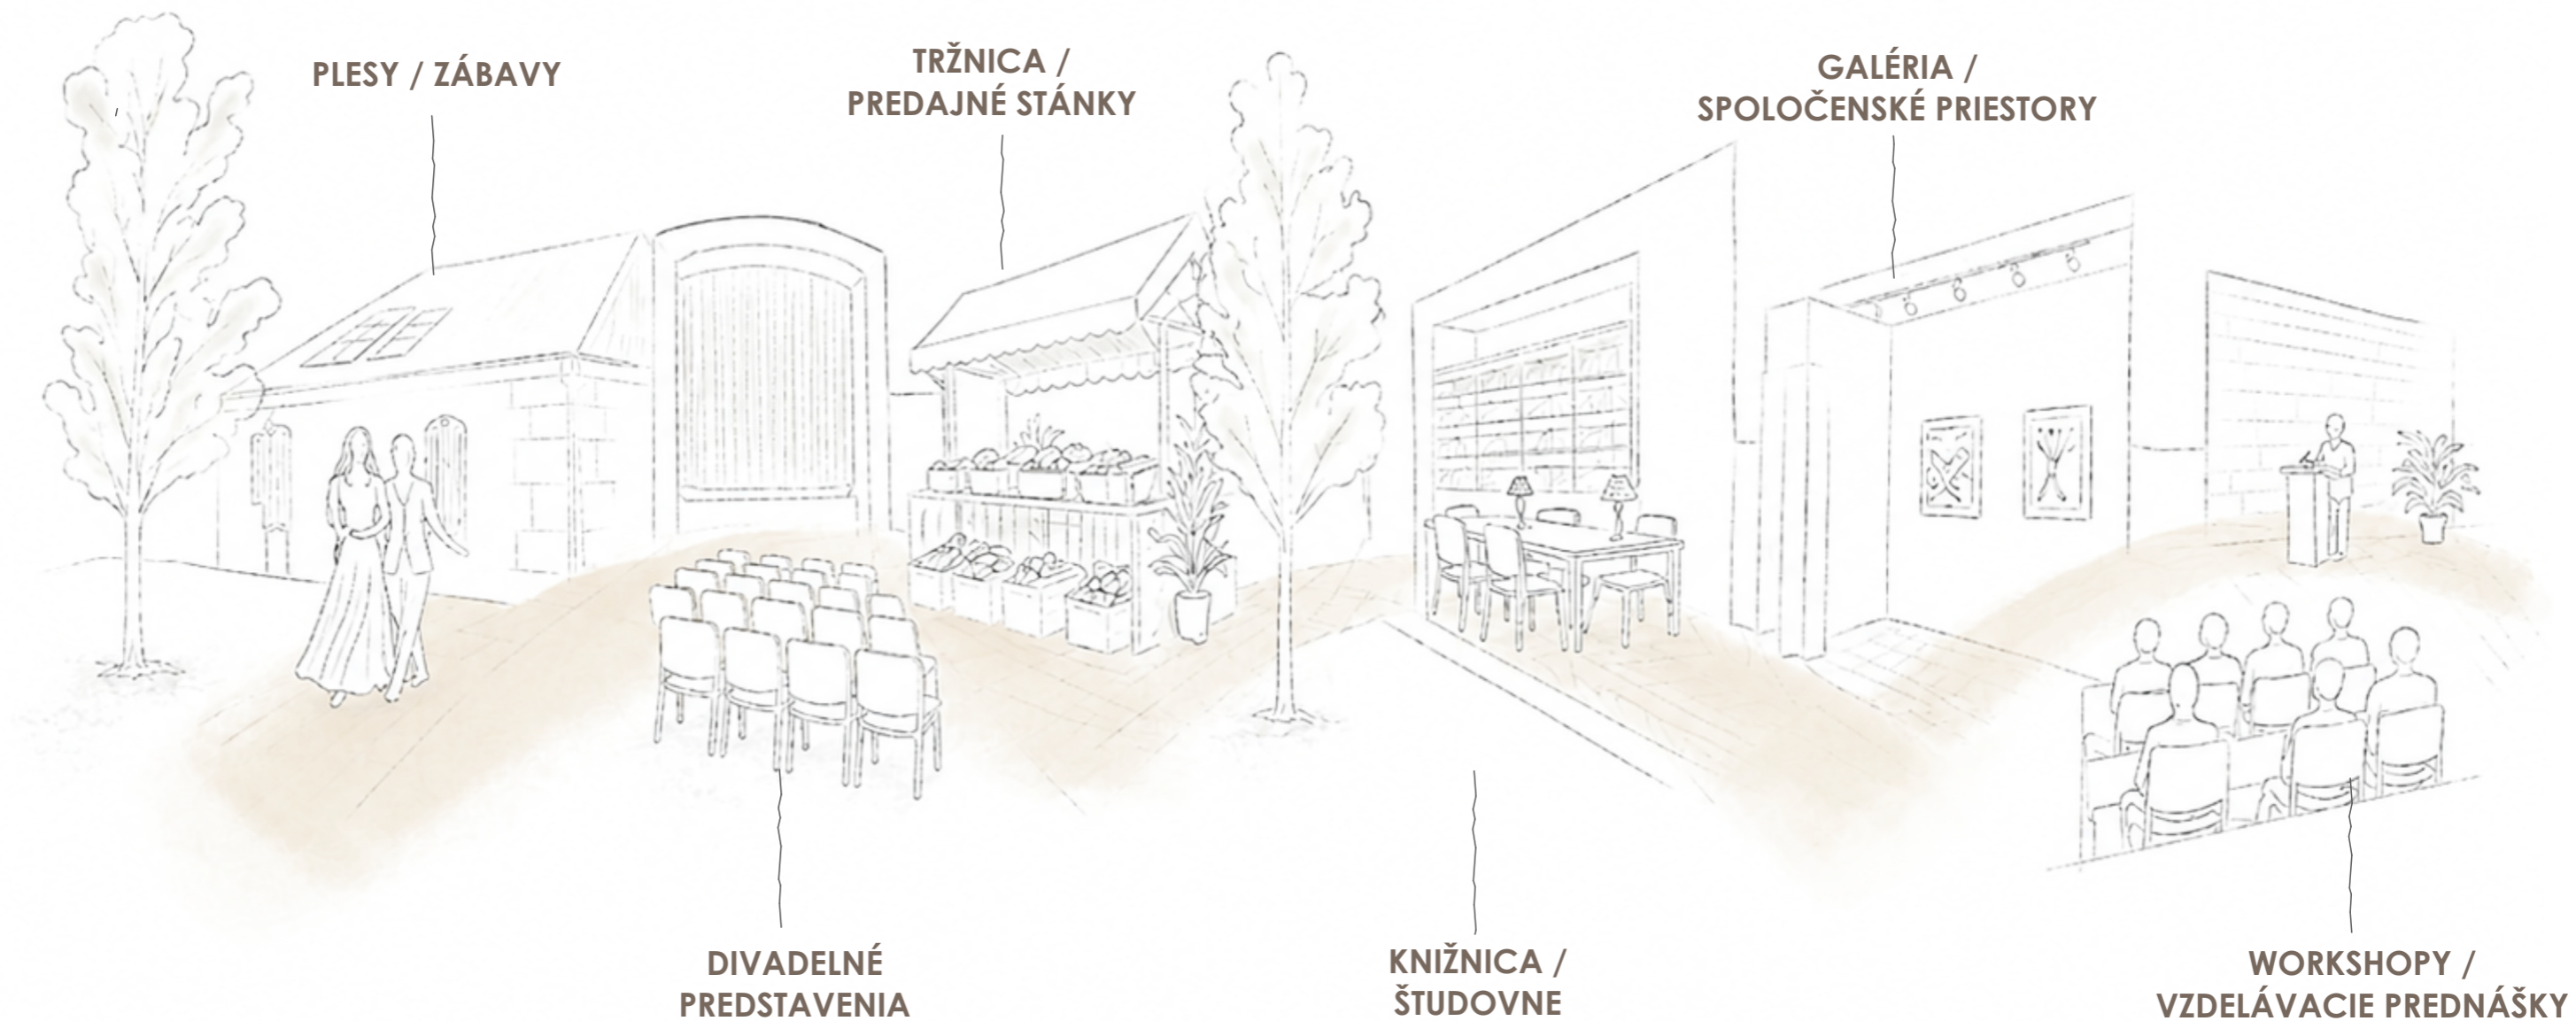 PLESY / ZÁBAVY
TRŽNICA /
PREDAJNÉ STÁNKY
GALÉRIA /
SPOLOČENSKÉ PRIESTORY
DIVADELNÉ
PREDSTAVENIA
KNIŽNICA /
ŠTUDOVNE
WORKSHOPY /
VZDELÁVACIE PREDNÁŠKY